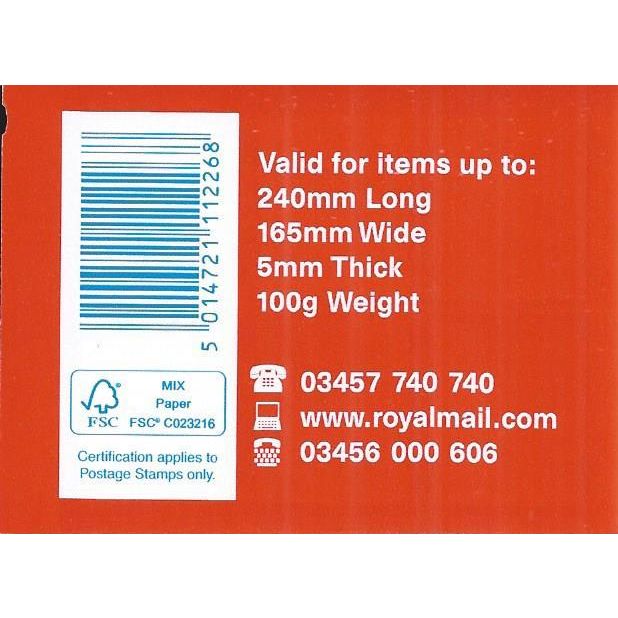 5 014721 112268
MIX
Paper
FSC® C023216
FSC
Certification applies to
Postage Stamps only.
Valid for items up to:
240mm Long
165mm Wide
5mm Thick
100g Weight
03457 740 740
www.royalmail.com
03456 000 606